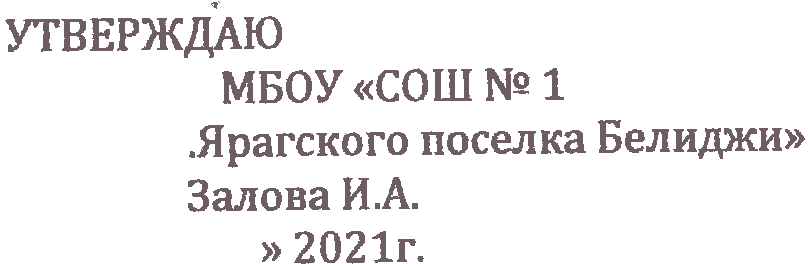 УТВЕРЖДАЮ
МБОУ «СОШ № 1
.Ярагского поселка Белиджи»
Залова И.А.
» 2021г.